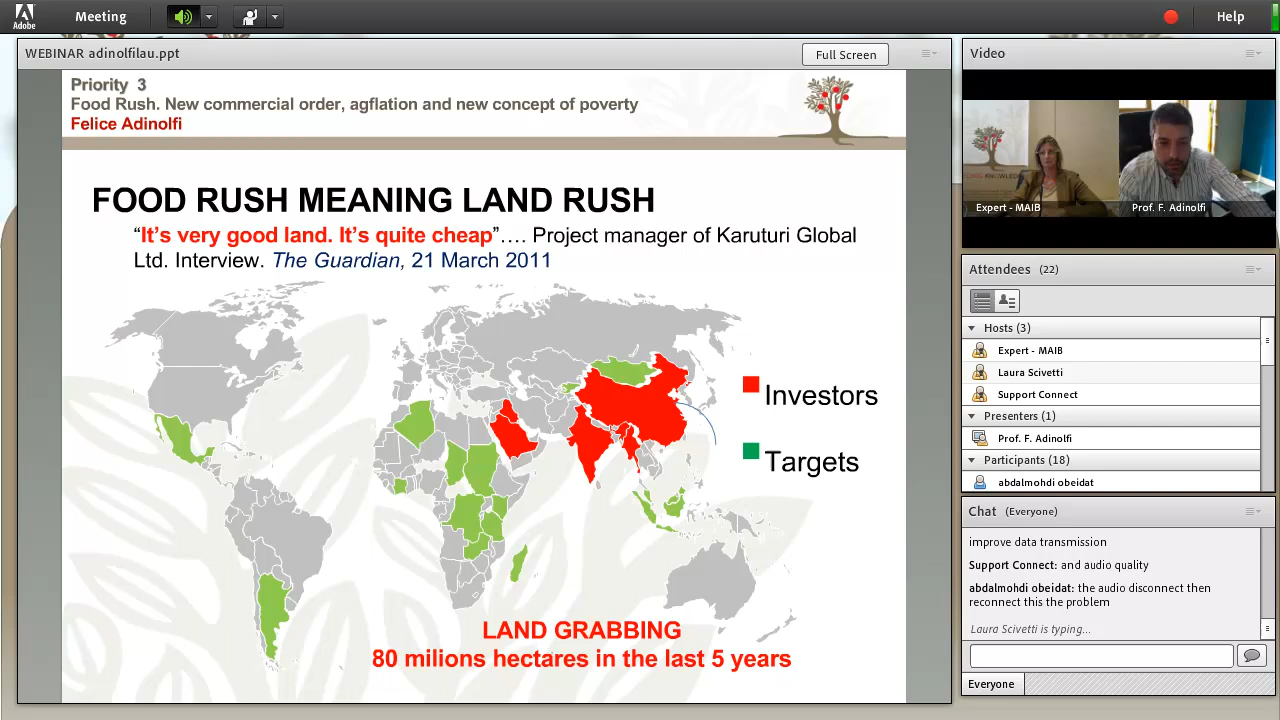 Adobe
Meeting
Help
WEBINAR adinolfilau.ppt
Full Screen
Priority 3
Food Rush. New commercial order, agflation and new concept of poverty
Felice Adinolfi
FOOD RUSH MEANING LAND RUSH
“It’s very good land. It’s quite cheap”…. Project manager of Karuturi Global
Ltd. Interview. The Guardian, 21 March 2011
Investors
Targets
LAND GRABBING
80 milions hectares in the last 5 years
Video
Expert - MAIB
Prof. F. Adinolfi
Attendees (22)
Hosts (3)
Expert - MAIB
Laura Scivetti
Support Connect
Presenters (1)
Prof. F. Adinolfi
Participants (18)
abdalmohdi obeidat
Chat (Everyone)
improve data transmission
Support Connect: and audio quality
abdalmohdi obeidat: the audio disconnect then
reconnect this the problem
Laura Scivetti is typing...
Everyone